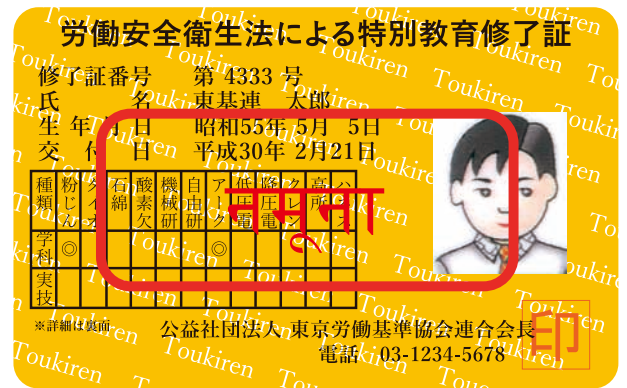 労働安全衛生法による特別教育修了証
修了証番号 第 4333 号
氏 名 東基連 太郎
生 年 月 日 昭和55年 5月 5日
交 付 日 平成30年 2月21日
種類 粉じん ダイオ 石綿 酸素欠 機械研 自由研 アーク 低圧電 降圧電 高所
学科 ◎ ◎
実技
नमूना
※詳細は裏面
公益社団法人 東京労働基準協会連合会長
印
電話 03-1234-5678
Toukiren